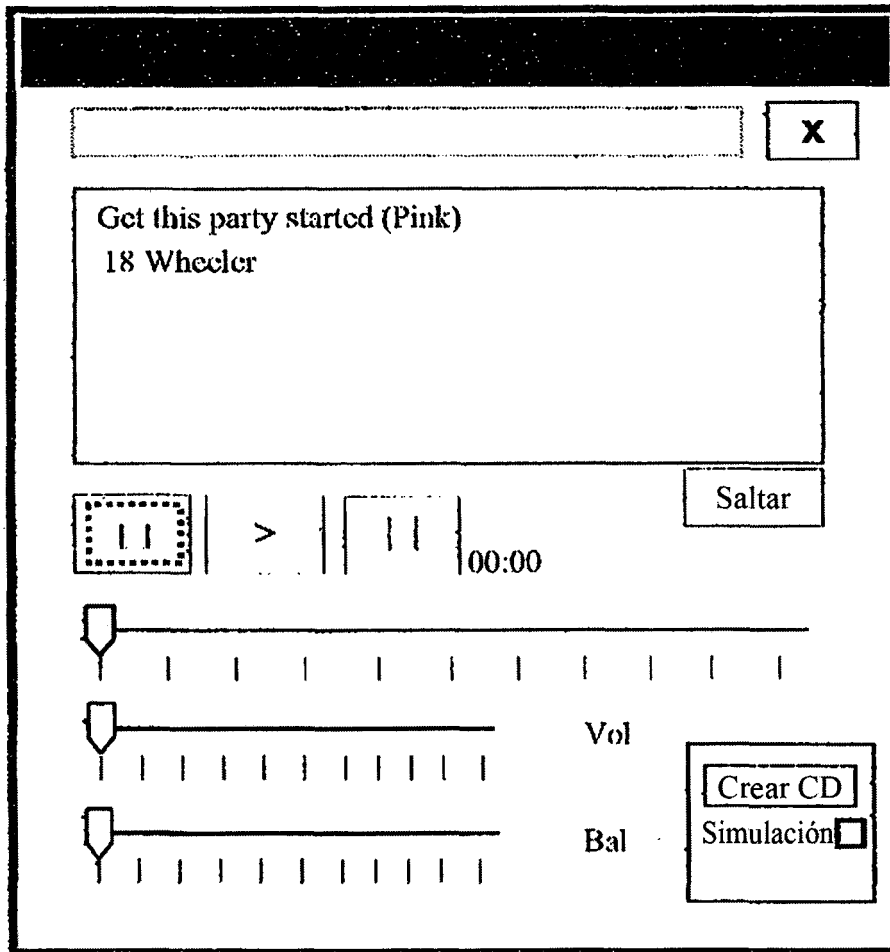 X
Get this party started (Pink)
18 Wheeler
Saltar
| | > | | 00:00
Vol
Crear CD
Bal
Simulación